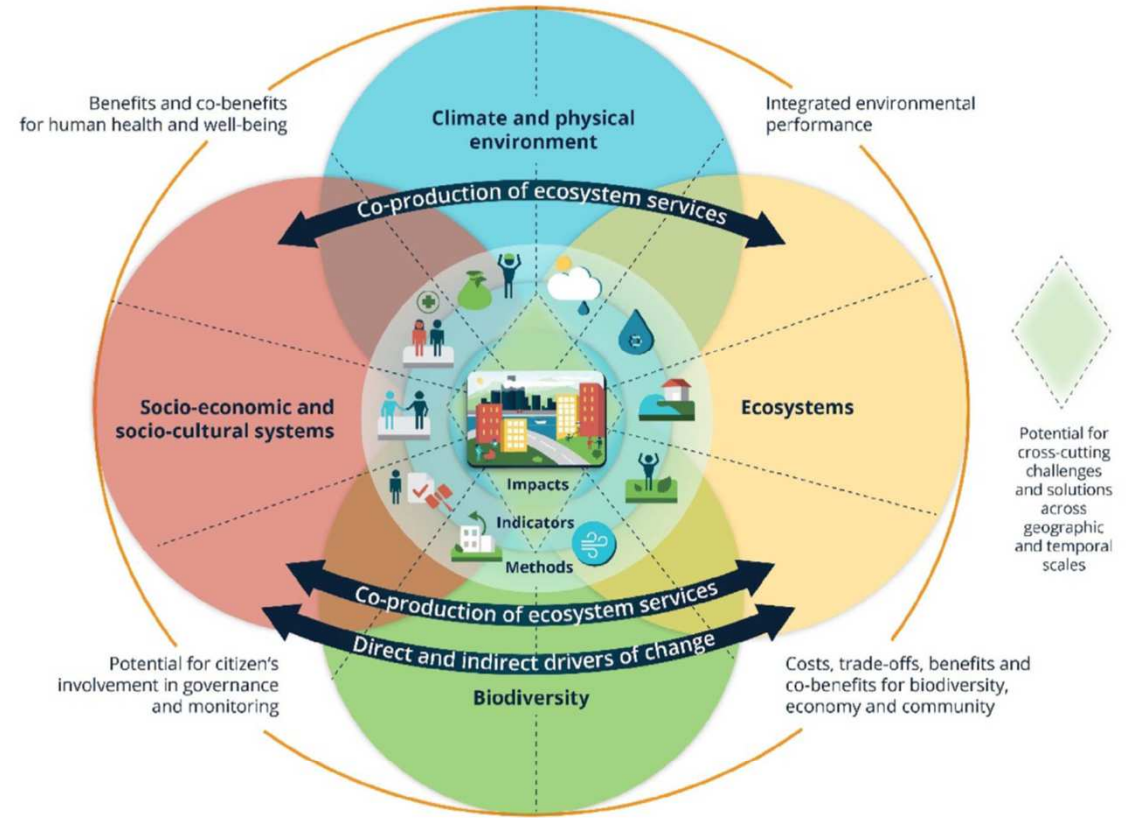 Benefits and co-benefits
for human health and well-being
Integrated environmental
performance
Climate and physical
environment
Co-production of ecosystem services
Socio-economic and
socio-cultural systems
Ecosystems
Impacts
Indicators
Methods
Potential for
cross-cutting
challenges
and solutions
across
geographic
and temporal
scales
Co-production of ecosystem services
Direct and indirect drivers of change
Biodiversity
Potential for citizen's
involvement in governance
and monitoring
Costs, trade-offs, benefits and
co-benefits for biodiversity,
economy and community